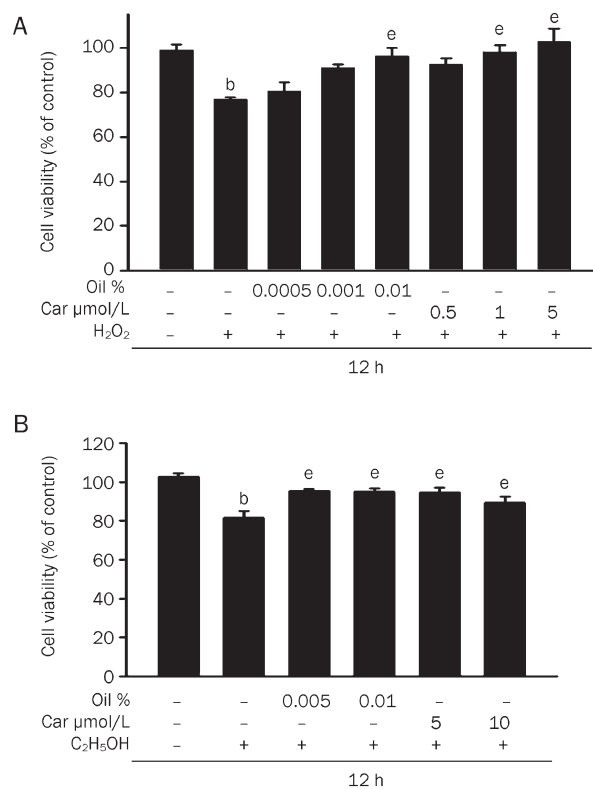 A
Cell viability (% of control)
100
80
60
40
20
0
b
e
e
e
Oil % – – 0.0005 0.001 0.01 – – –
Car µmol/L – – – – – 0.5 1 5
H₂O₂ – + + + + + + +
12 h
B
Cell viability (% of control)
120
100
80
60
40
20
0
b
e
e
e
e
Oil % – – 0.005 0.01 – –
Car µmol/L – – – – 5 10
C₂H₅OH – + + + + +
12 h